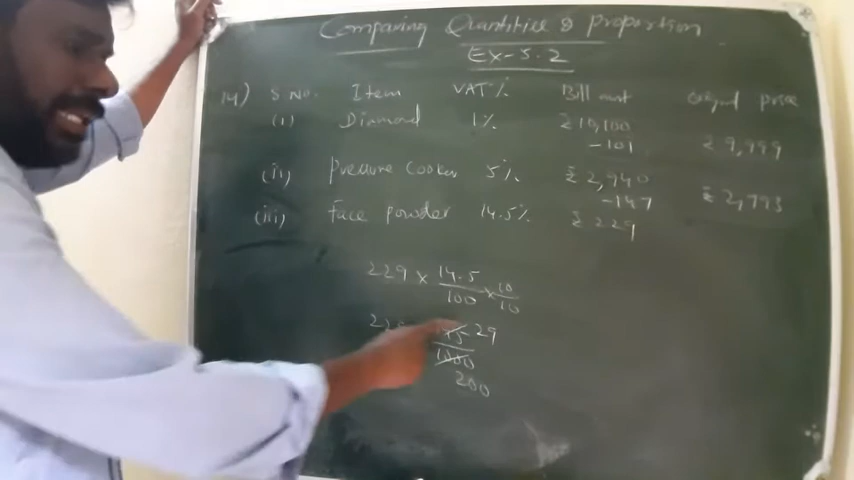 Comparing Quantities & proportion
Ex-5.2
14) S No. Item VAT% Bill amt original price
(i) Diamond 1% ₹10,100
-101 ₹9,999
(ii) Pressure Cooker 5% ₹2,940
-147 ₹2,793
(iii) Face powder 14.5% ₹229
229 × 14.5/100 × 10/10
145 29
1000
200